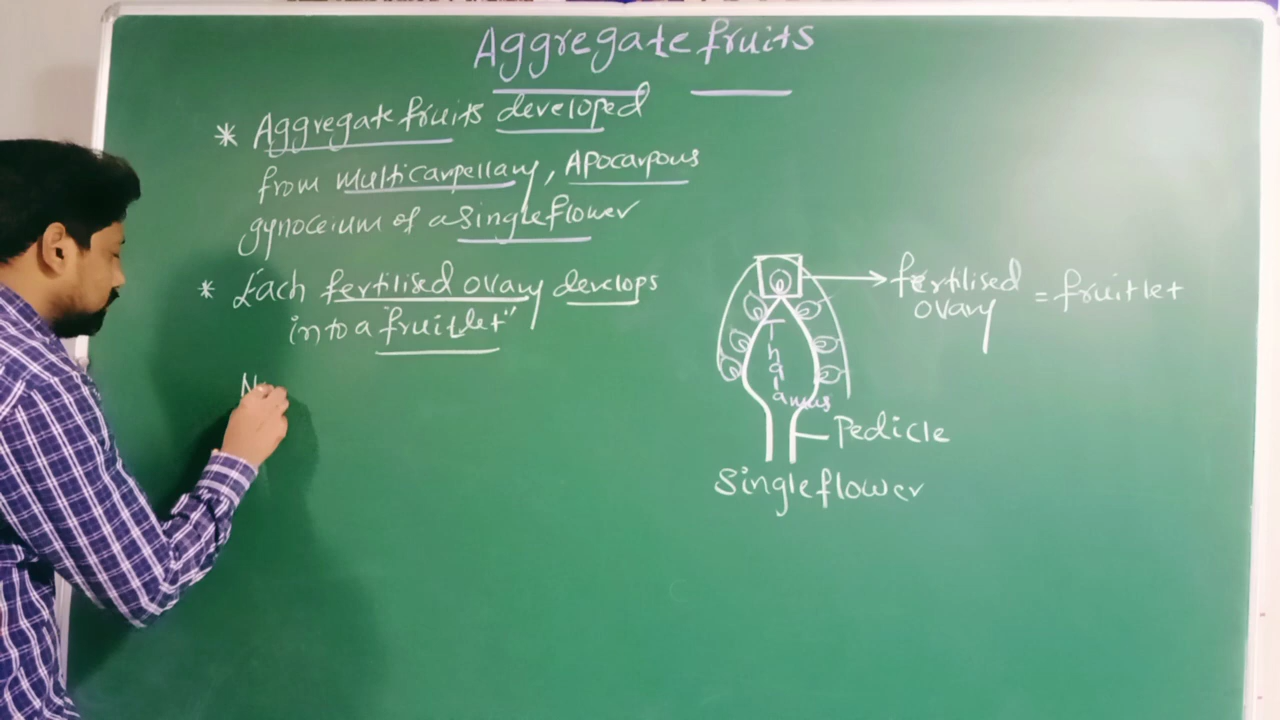 Aggregate fruits
* Aggregate fruits developed
from multicarpellary, Apocarpous
gynoceium of a single flower
* Each fertilised ovary develops
into a "fruitlet"
N
fertilised
ovary = fruitlet
Thalamus
Pedicle
Single flower